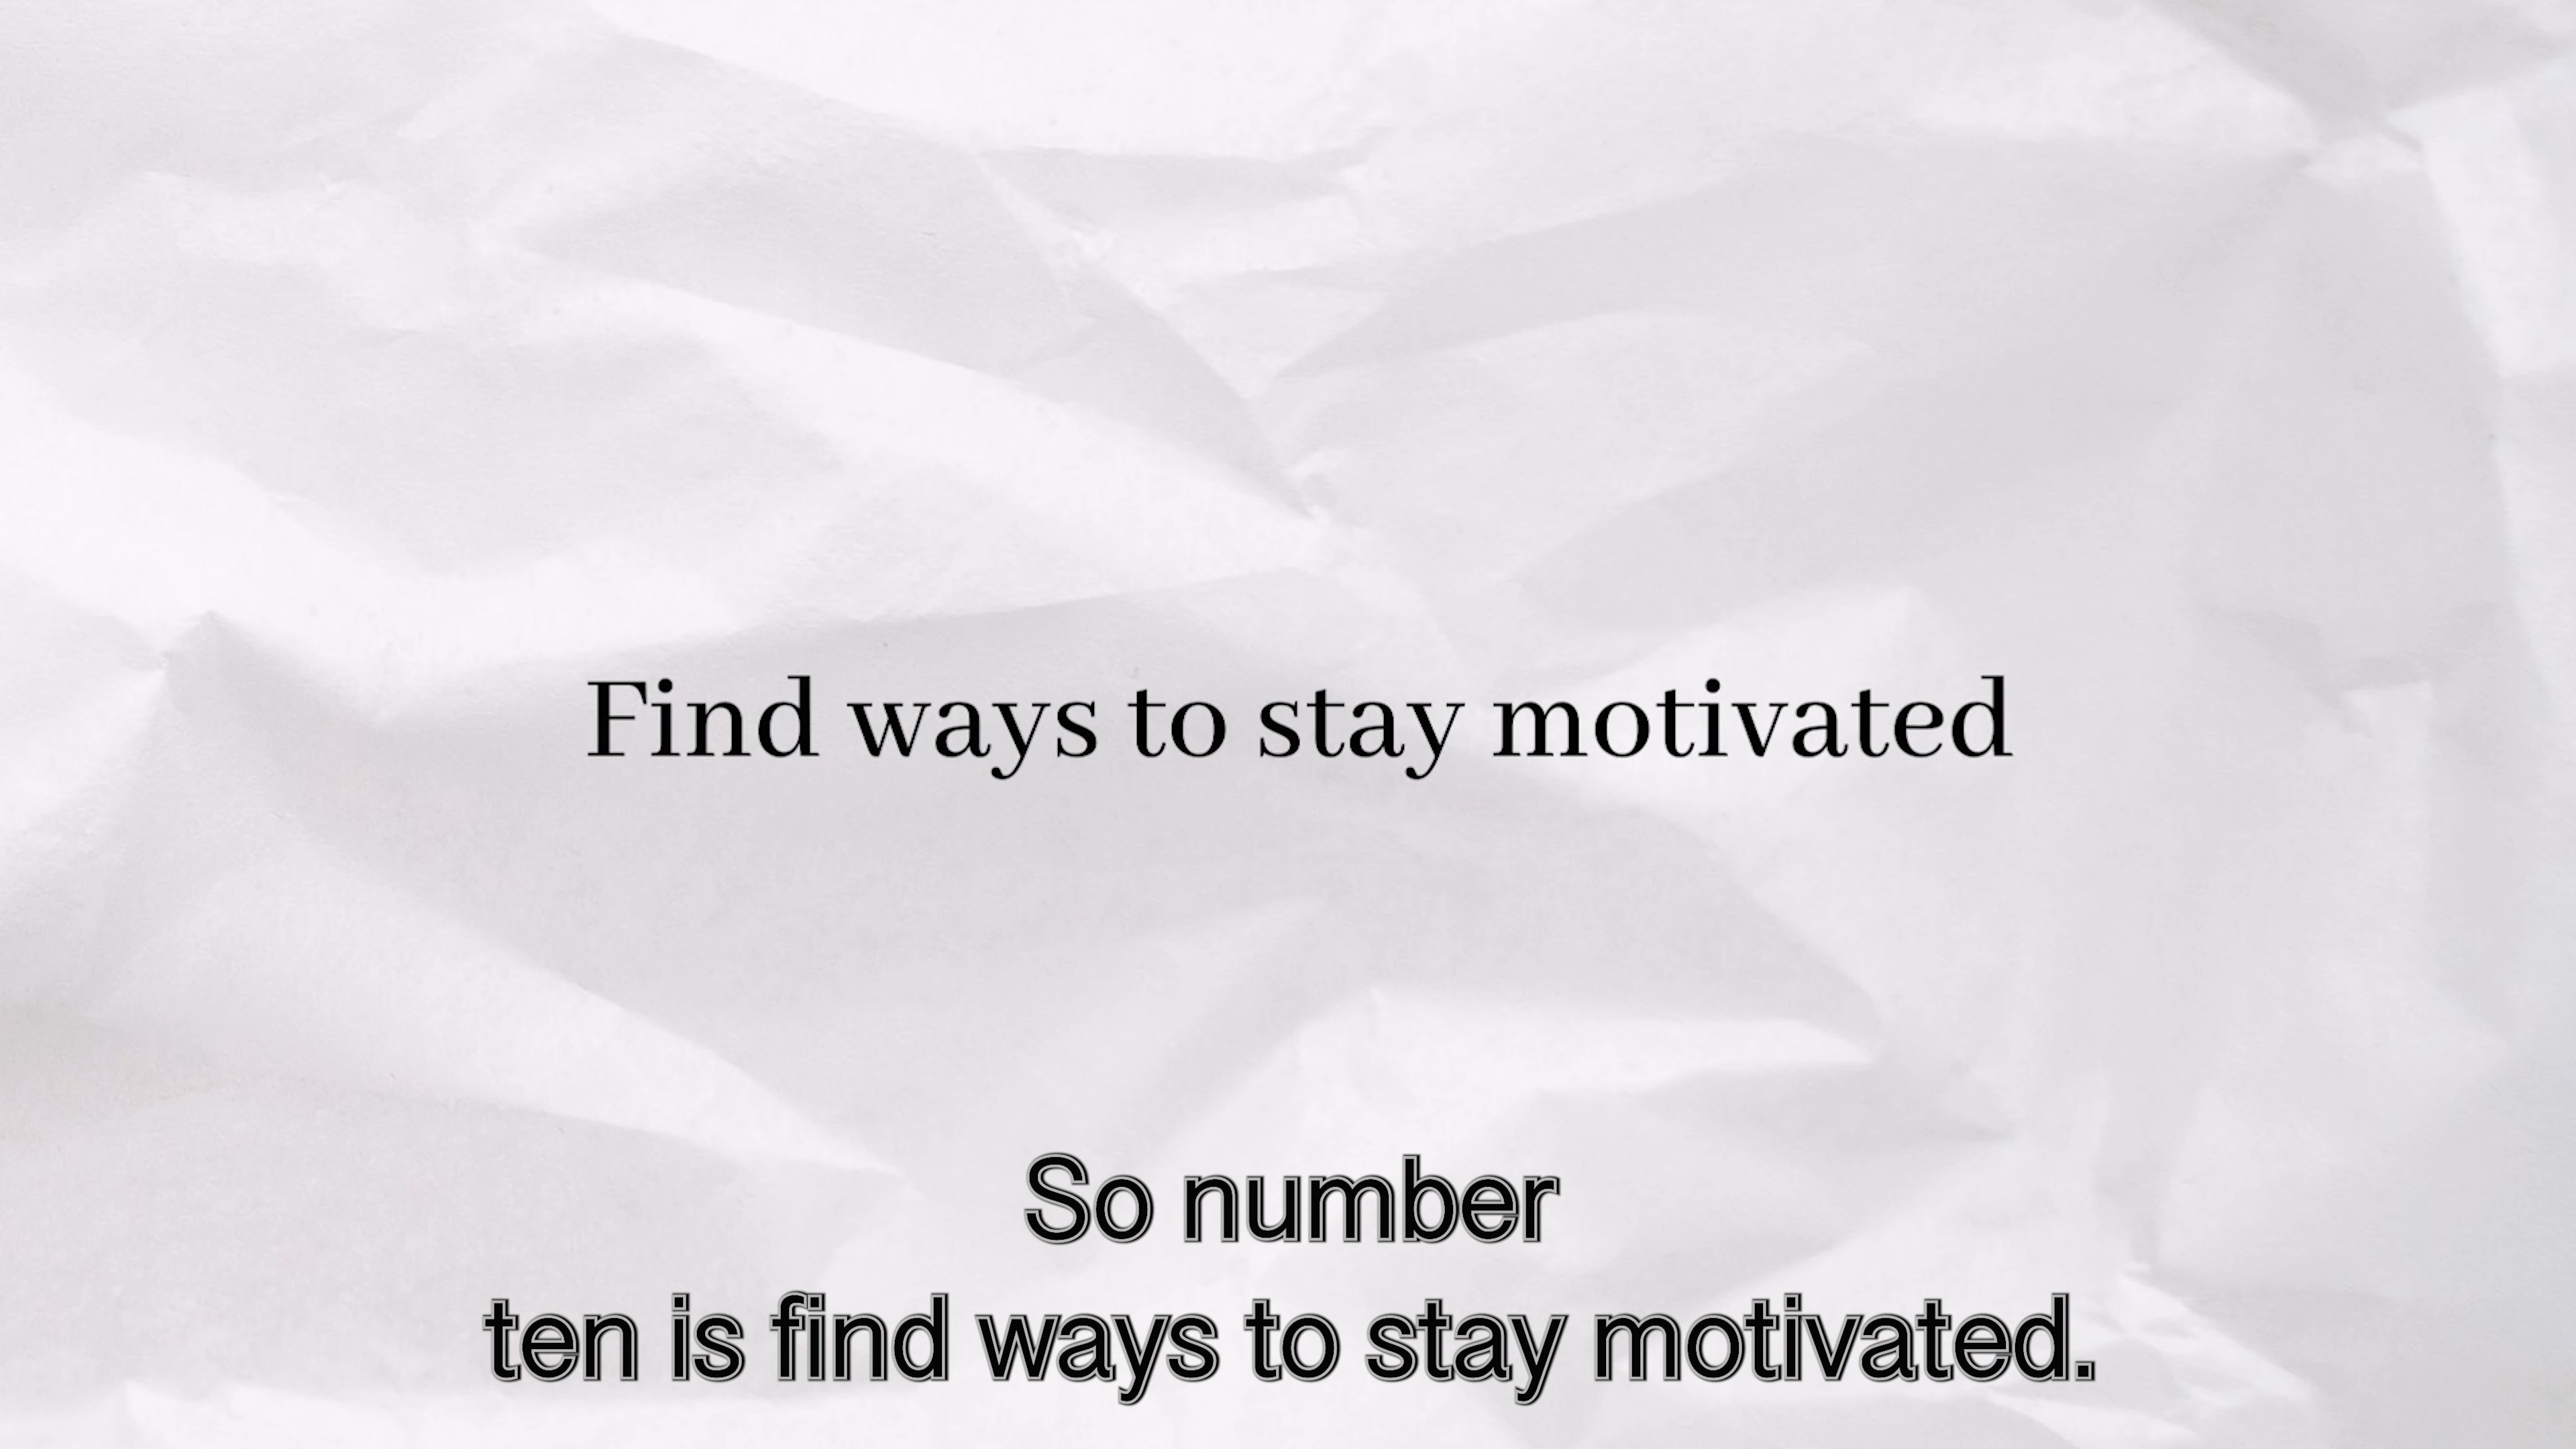 Find ways to stay motivated
So number
ten is find ways to stay motivated.